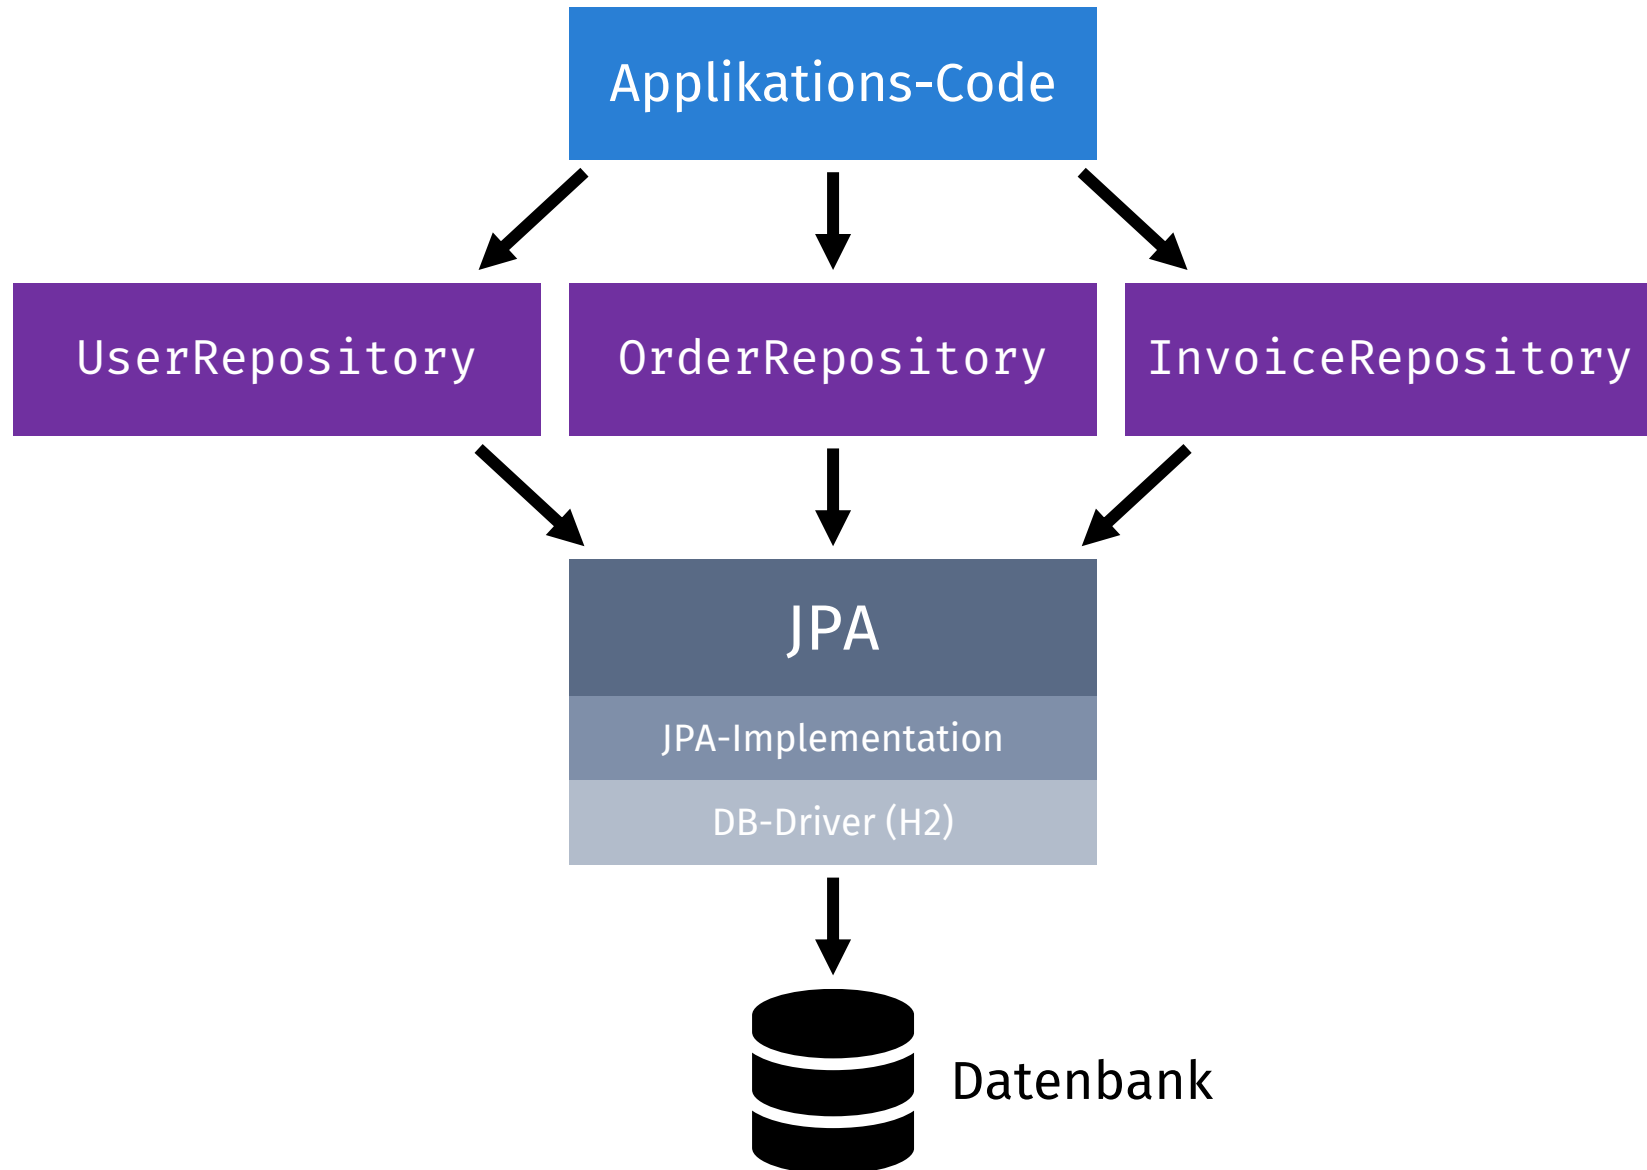 Applikations-Code
UserRepository
OrderRepository
InvoiceRepository
JPA
JPA-Implementation
DB-Driver (H2)
Datenbank